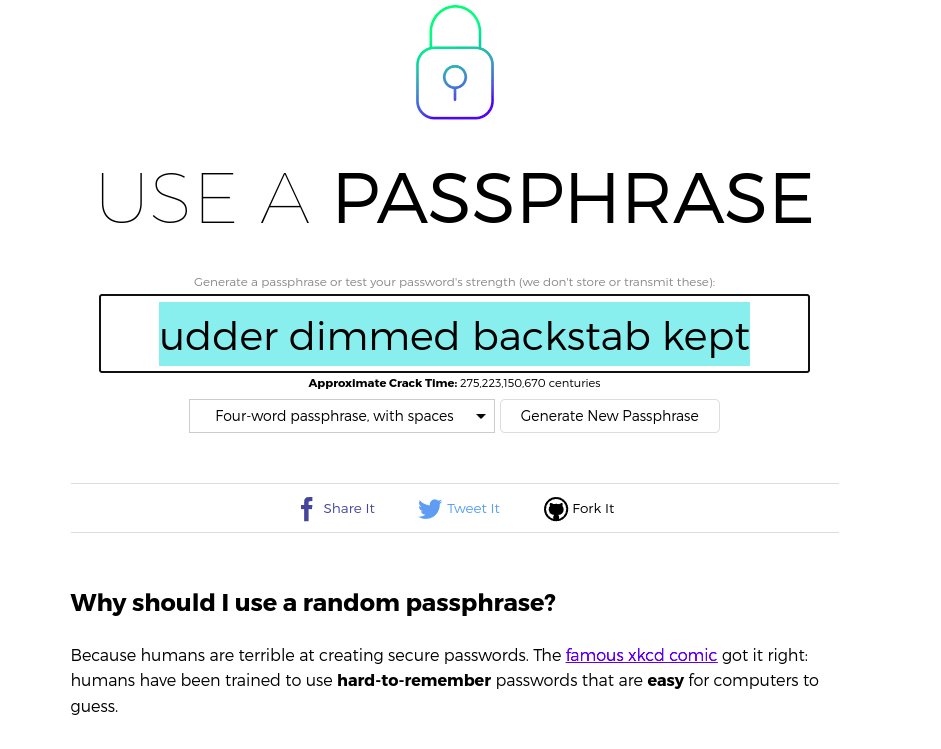 USE A PASSPHRASE
Generate a passphrase or test your password's strength (we don't store or transmit these):
udder dimmed backstab kept
Approximate Crack Time: 275,223,150,670 centuries
Four-word passphrase, with spaces Generate New Passphrase
Share It Tweet It Fork It
Why should I use a random passphrase?
Because humans are terrible at creating secure passwords. The famous xkcd comic got it right:
humans have been trained to use hard-to-remember passwords that are easy for computers to
guess.